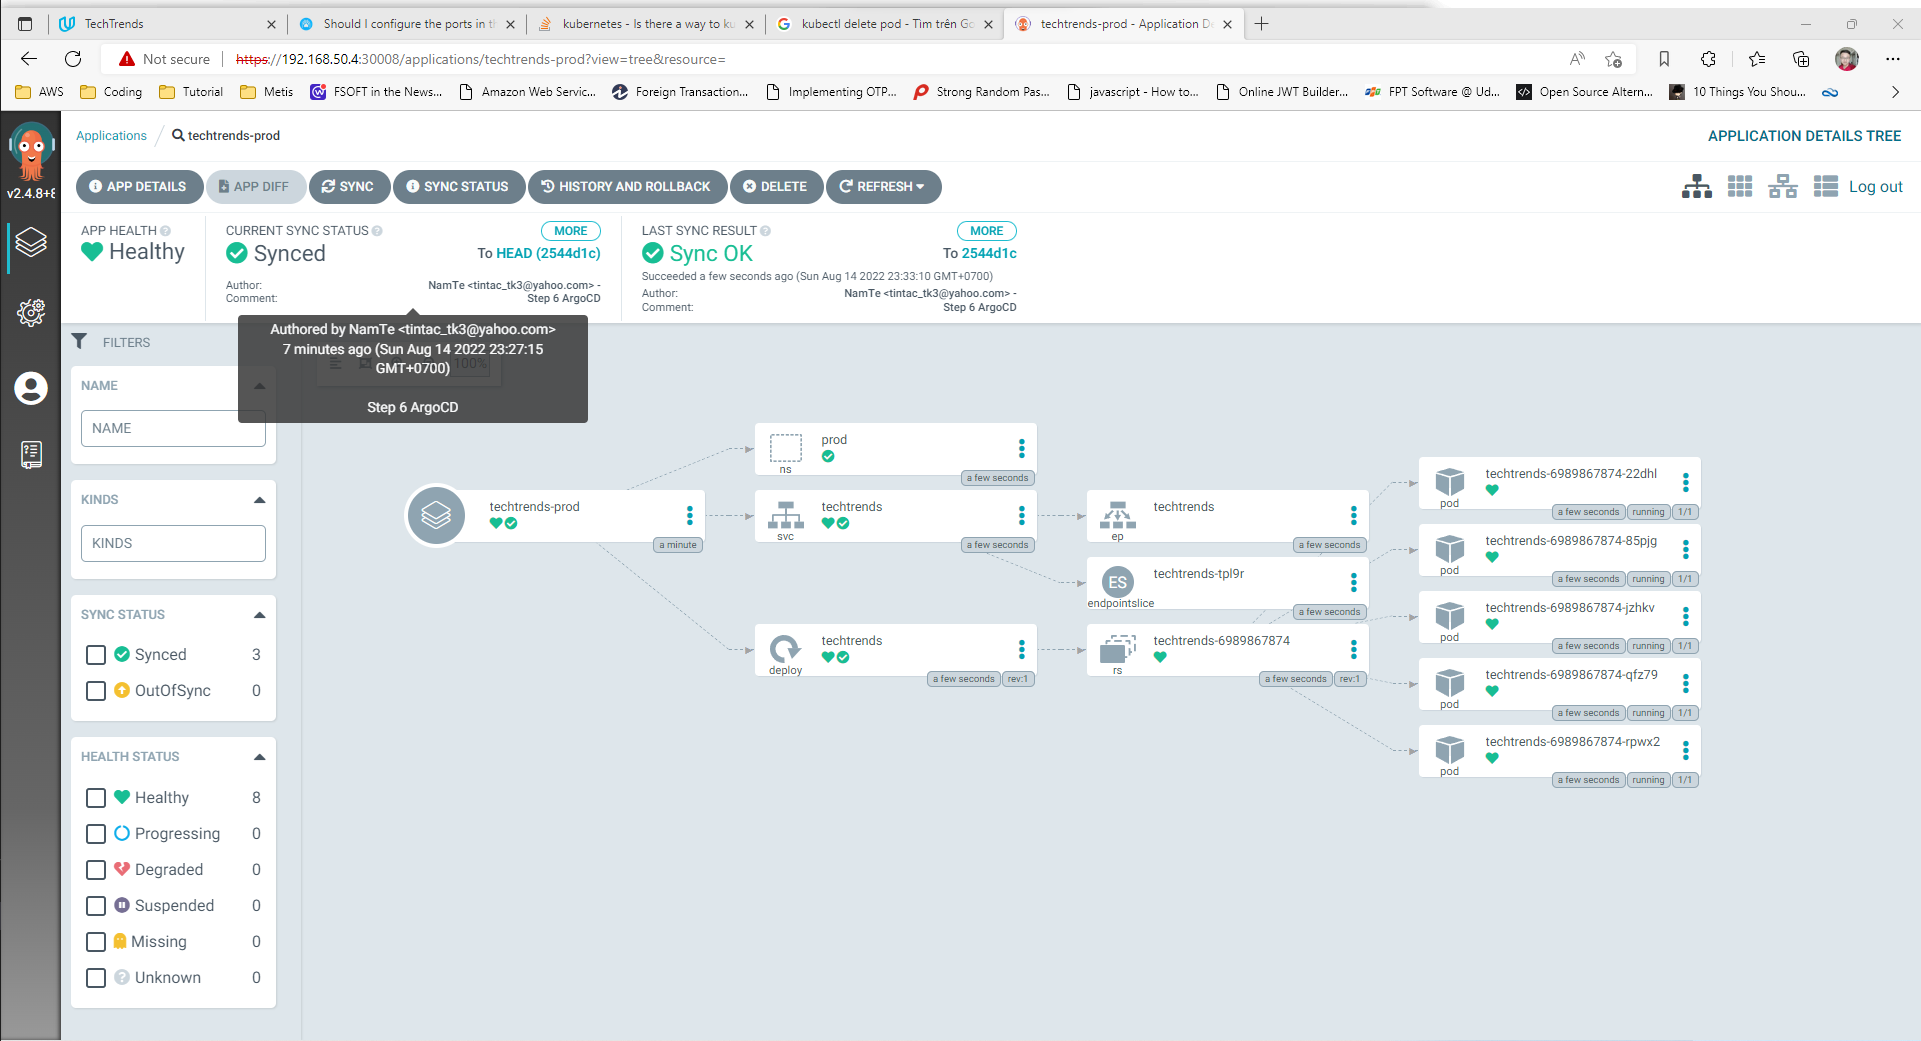 TechTrends
Should I configure the ports in th
kubernetes - Is there a way to ku
kubectl delete pod - Tìm trên Go
techtrends-prod - Application De
Not secure
https://192.168.50.4:30008/applications/techtrends-prod?view=tree&resource=
AWS
Coding
Tutorial
Metis
FSOFT in the News...
Amazon Web Servic...
Foreign Transaction...
Implementing OTP...
Strong Random Pas...
javascript - How to...
Online JWT Builder...
FPT Software @ Ud...
Open Source Altern...
10 Things You Shou...
v2.4.8+8
Applications / techtrends-prod
APPLICATION DETAILS TREE
APP DETAILS
APP DIFF
SYNC
SYNC STATUS
HISTORY AND ROLLBACK
DELETE
REFRESH
Log out
APP HEALTH
Healthy
CURRENT SYNC STATUS
MORE
Synced
To HEAD (2544d1c)
Author: NamTe <tintac_tk3@yahoo.com> -
Comment: Step 6 ArgoCD
LAST SYNC RESULT
MORE
Sync OK
To 2544d1c
Succeeded a few seconds ago (Sun Aug 14 2022 23:33:10 GMT+0700)
Author: NamTe <tintac_tk3@yahoo.com> -
Comment: Step 6 ArgoCD
Authored by NamTe <tintac_tk3@yahoo.com>
7 minutes ago (Sun Aug 14 2022 23:27:15
GMT+0700)
Step 6 ArgoCD
100%
FILTERS
NAME
NAME
KINDS
KINDS
SYNC STATUS
Synced 3
OutOfSync 0
HEALTH STATUS
Healthy 8
Progressing 0
Degraded 0
Suspended 0
Missing 0
Unknown 0
techtrends-prod
a minute
prod
ns
a few seconds
techtrends
svc
a few seconds
techtrends
deploy
a few seconds
rev:1
techtrends
ep
a few seconds
ES
techtrends-tpl9r
endpointslice
a few seconds
techtrends-6989867874
rs
a few seconds
rev:1
techtrends-6989867874-22dhl
pod
a few seconds
running
1/1
techtrends-6989867874-85pjg
pod
a few seconds
running
1/1
techtrends-6989867874-jzhkv
pod
a few seconds
running
1/1
techtrends-6989867874-qfz79
pod
a few seconds
running
1/1
techtrends-6989867874-rpwx2
pod
a few seconds
running
1/1